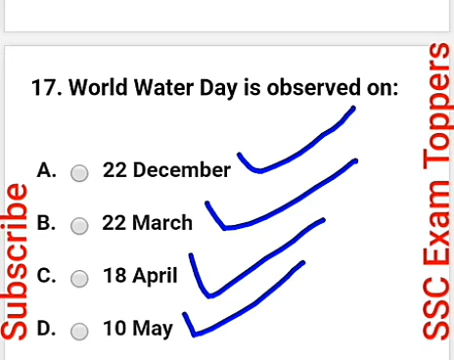 17. World Water Day is observed on:
A. 22 December
B. 22 March
C. 18 April
D. 10 May
Subscribe
SSC Exam Toppers